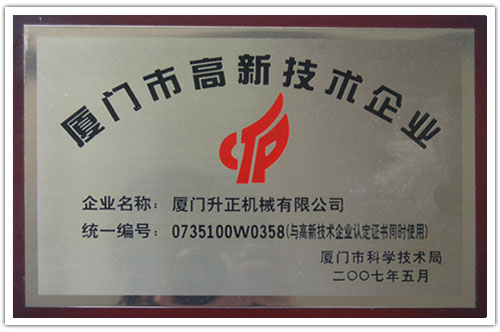 厦门市高新技术企业
企业名称：厦门升正机械有限公司
统一编号：0735100W0358(与高新技术企业认定证书同时使用)
厦门市科学技术局
二〇〇七年五月